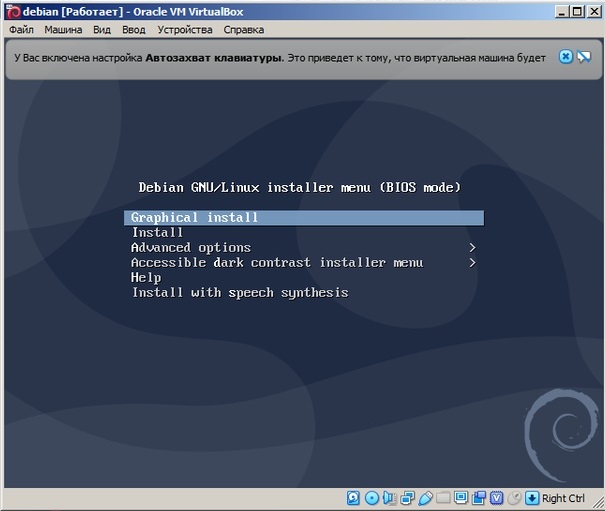 debian [Работает] - Oracle VM VirtualBox
Файл Машина Вид Ввод Устройства Справка
У Вас включена настройка Автозахват клавиатуры. Это приведет к тому, что виртуальная машина будет
Debian GNU/Linux installer menu (BIOS mode)
Graphical install
Install
Advanced options >
Accessible dark contrast installer menu >
Help
Install with speech synthesis
Right Ctrl